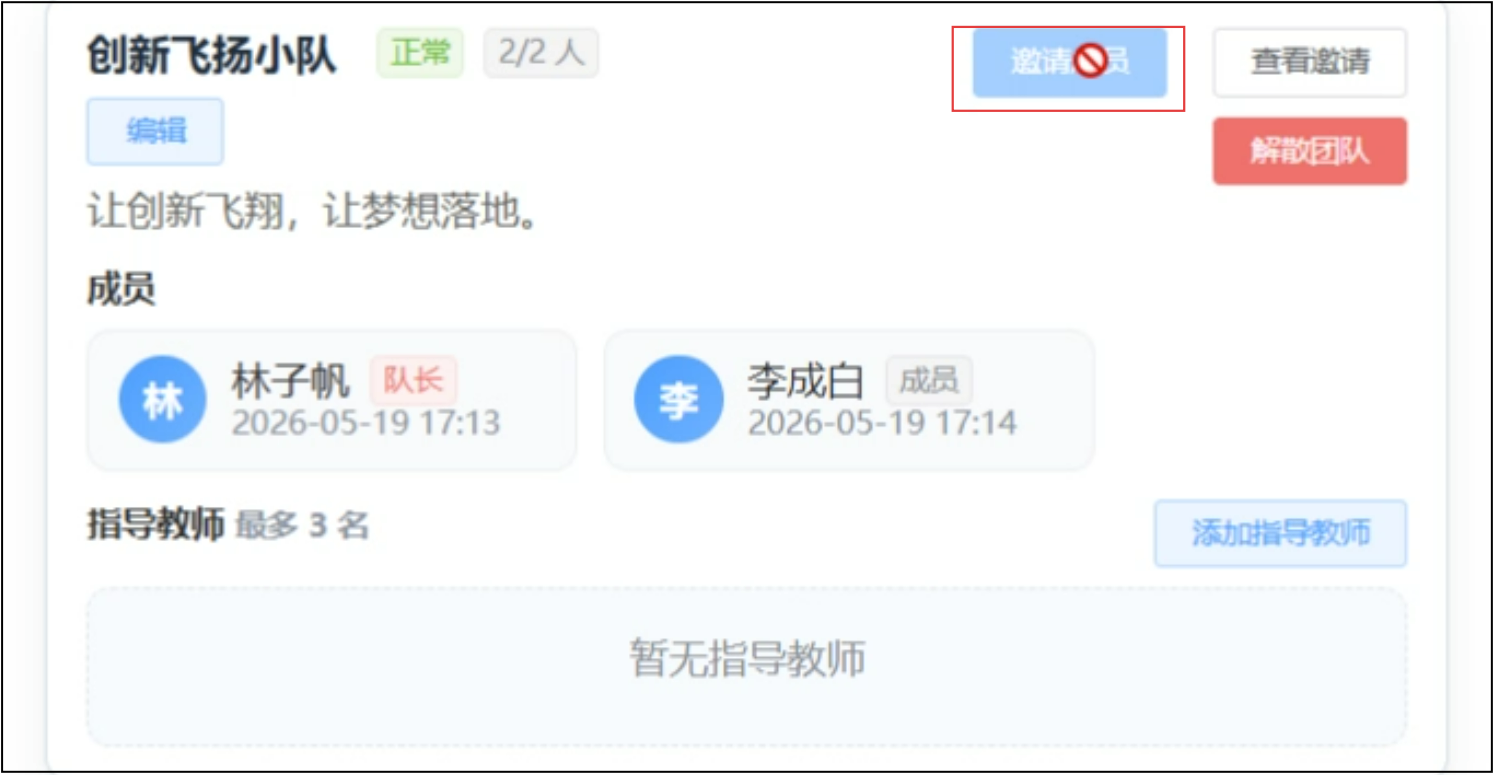 创新飞扬小队 正常 2/2 人 邀请 员 查看邀请
编辑 解散团队
让创新飞翔，让梦想落地。
成员
林 林子帆 队长 李 李成白 成员
2026-05-19 17:13 2026-05-19 17:14
指导教师 最多 3 名 添加指导教师
暂无指导教师